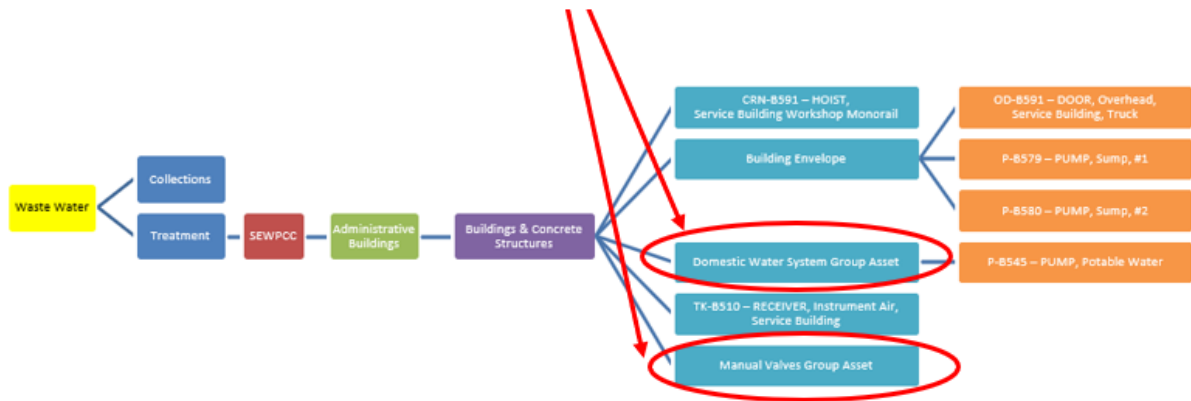 Waste Water
Collections
Treatment
SEWPCC
Administrative
Buildings
Buildings & Concrete
Structures
CRN-B591 – HOIST,
Service Building Workshop Monorail
Building Envelope
Domestic Water System Group Asset
TK-B510 – RECEIVER, Instrument Air,
Service Building
Manual Valves Group Asset
OD-B591 – DOOR, Overhead,
Service Building, Truck
P-B579 – PUMP, Sump, #1
P-B580 – PUMP, Sump, #2
P-B545 – PUMP, Potable Water